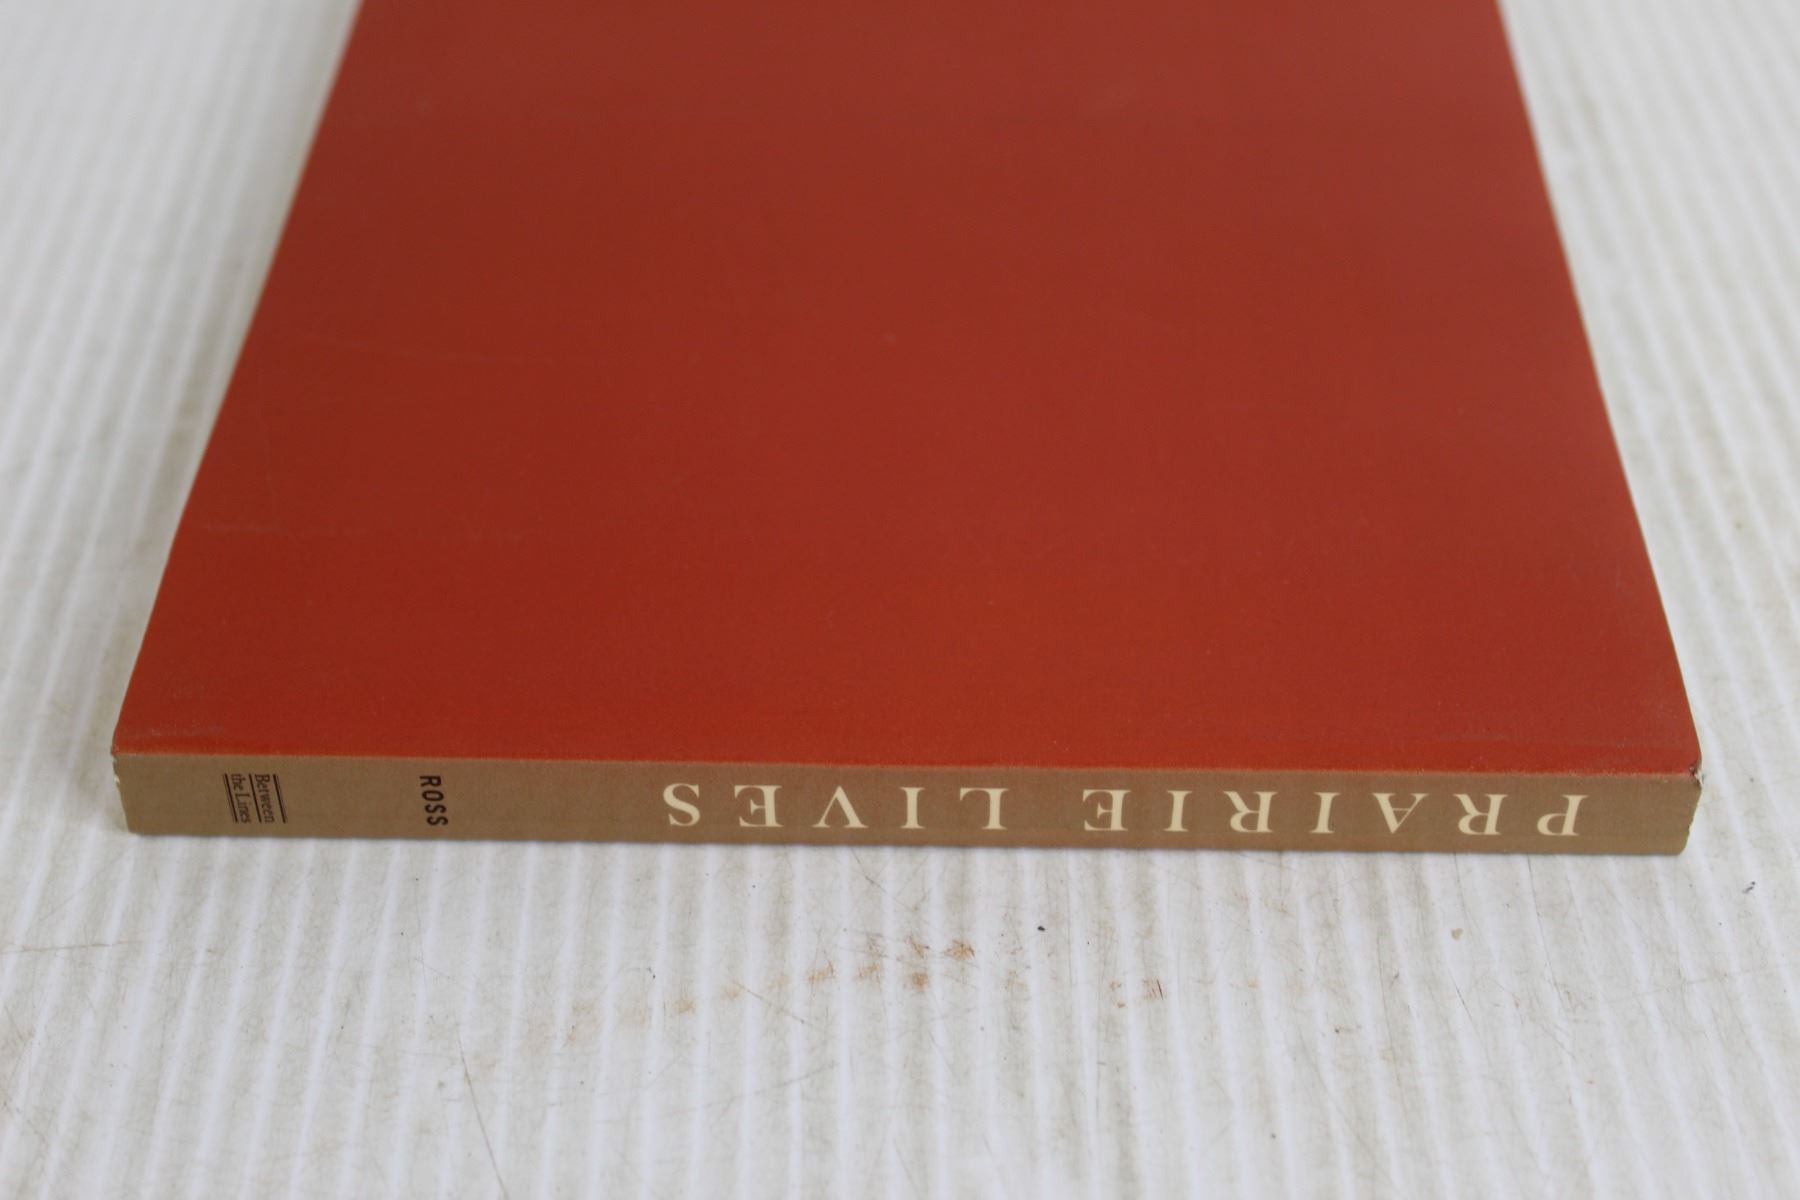 PRAIRIE LIVES
ROSS
Between
the Lines